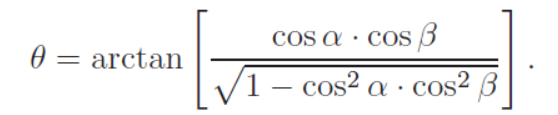 θ = arctan [ cos α · cos β / √(1 − cos² α · cos² β) ] .